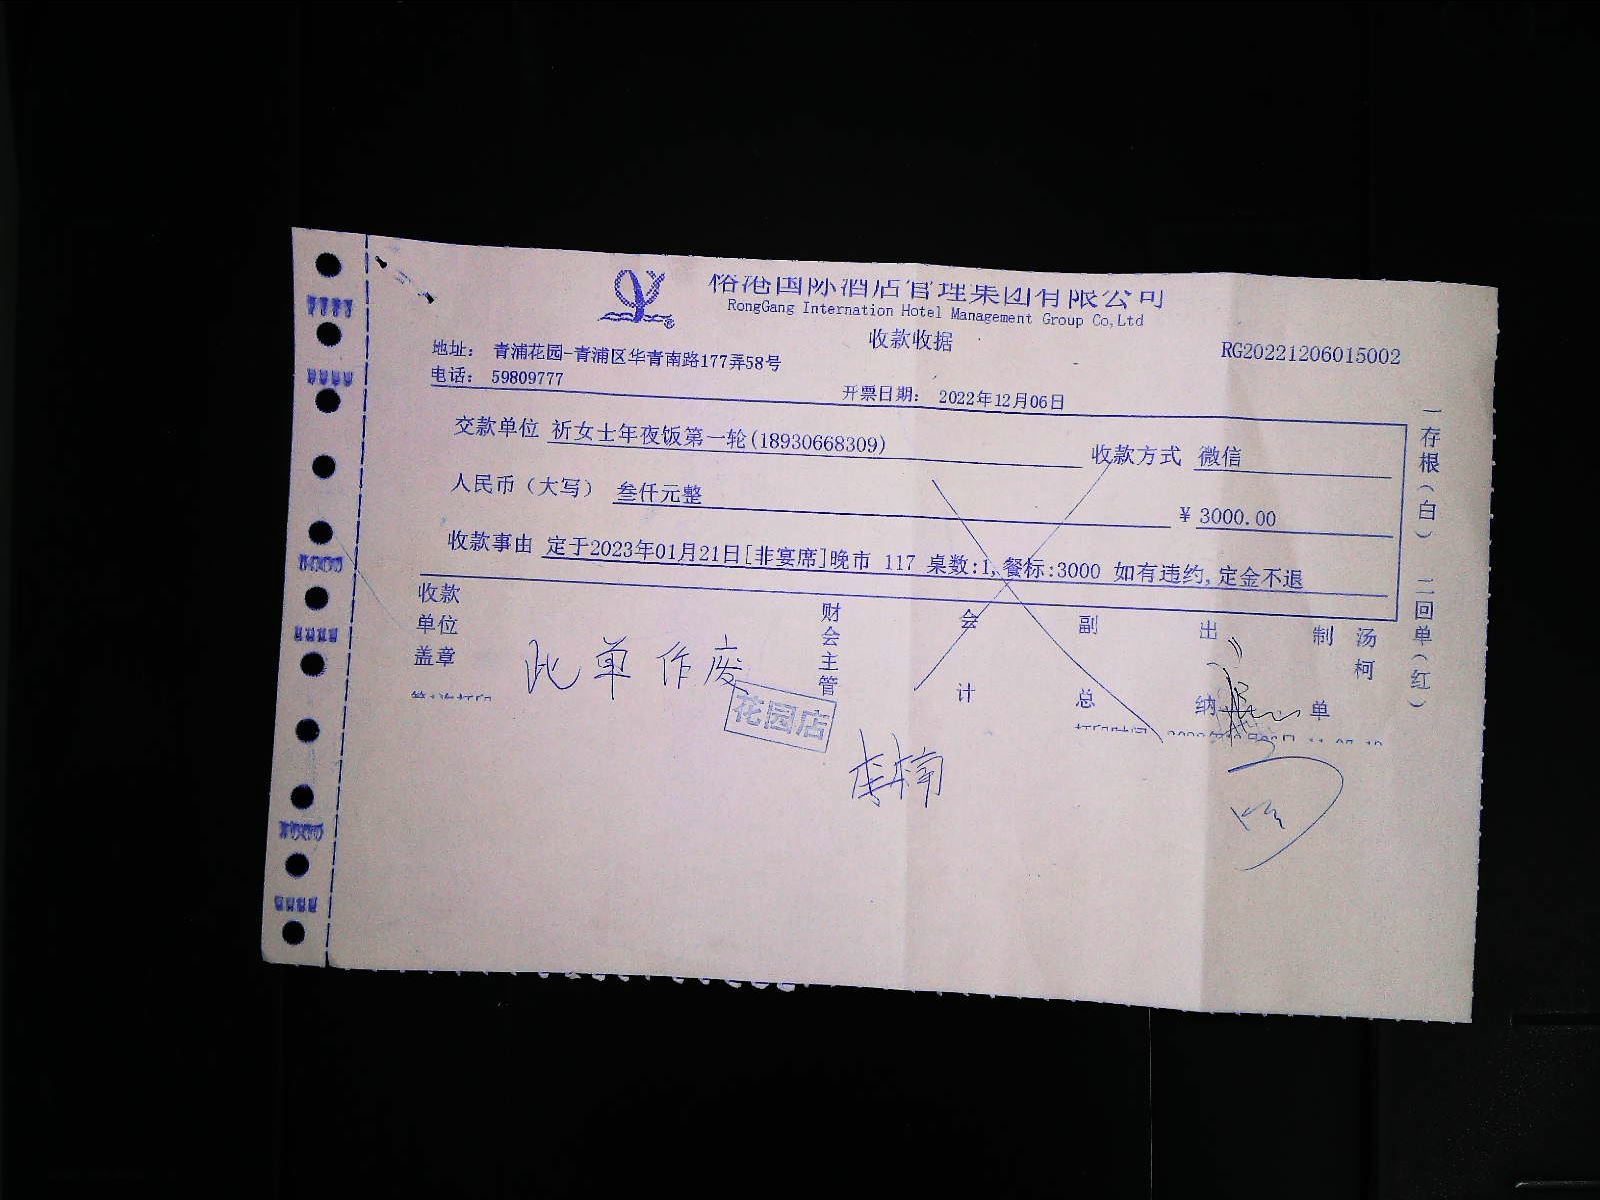 榕港国际酒店管理集团有限公司
RongGang Internation Hotel Management Group Co,Ltd
收款收据
RG20221206015002
地址： 青浦花园-青浦区华青南路177弄58号
电话： 59809777
开票日期： 2022年12月06日
交款单位 祈女士年夜饭第一轮(18930668309)
收款方式 微信
人民币（大写） 叁仟元整
￥ 3000.00
收款事由 定于2023年01月21日[非宴席]晚市 117 桌数:1, 餐标:3000 如有违约,定金不退
收款单位盖章
财会主管
会计
副总
出纳
制单
汤柯
一存根（白） 二回单（红）
此单作废
花园店
李楠